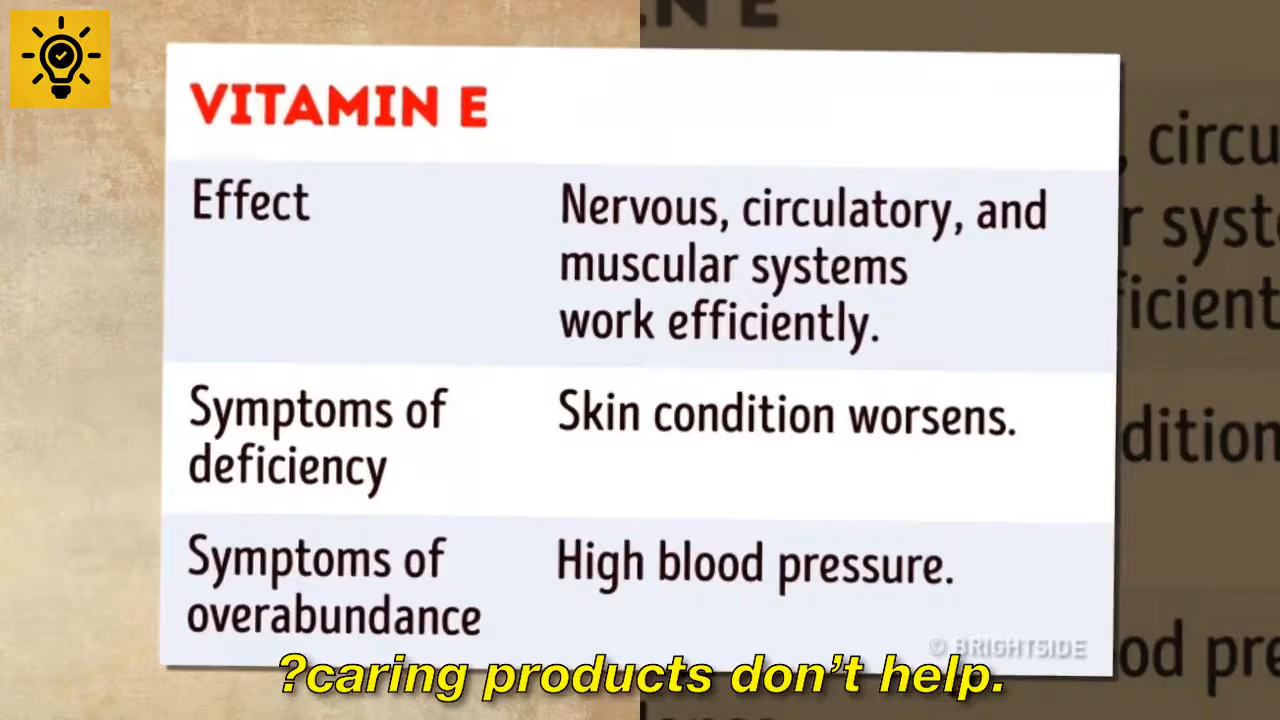 VITAMIN E
Effect
Nervous, circulatory, and
muscular systems
work efficiently.
Symptoms of
deficiency
Skin condition worsens.
Symptoms of
overabundance
High blood pressure.
© BRIGHTSIDE
?caring products don't help.
N E
, circu
r syst
ficient
dition
od pre